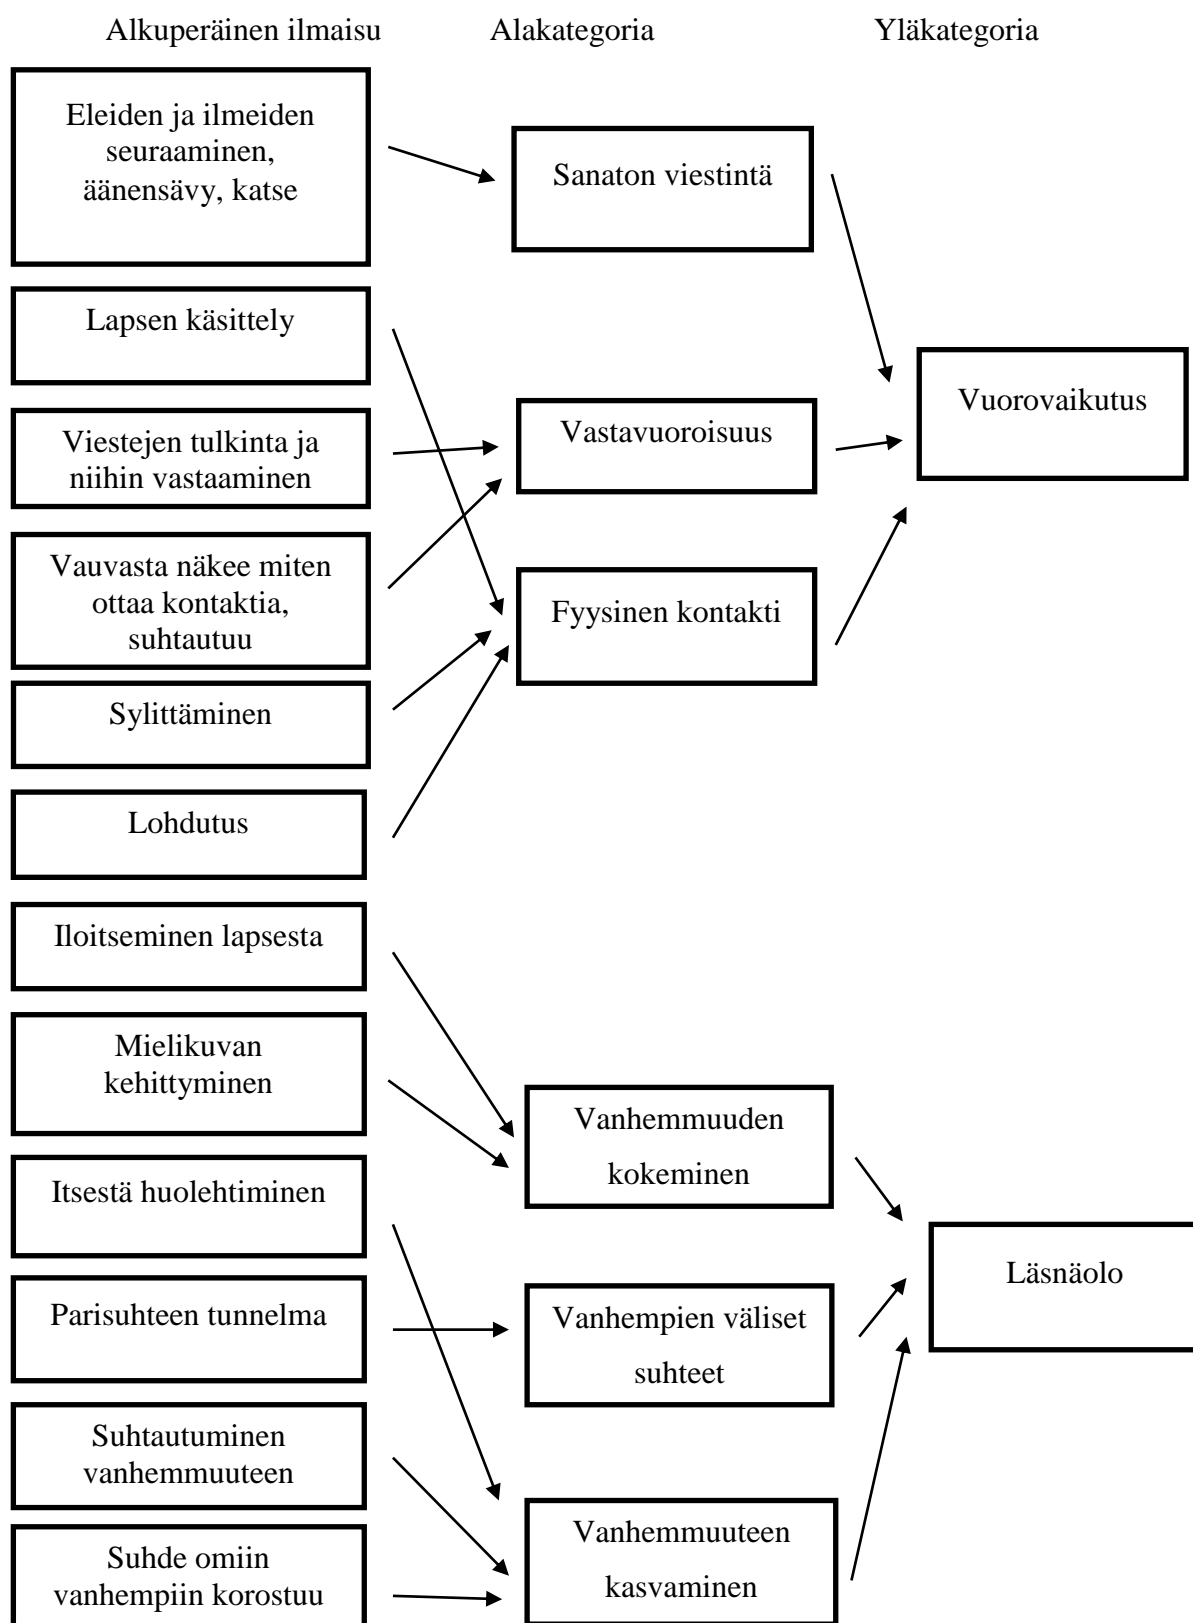 Alkuperäinen ilmaisu
Alakategoria
Yläkategoria
Eleiden ja ilmeiden
seuraaminen,
äänensävy, katse
Sanaton viestintä
Lapsen käsittely
Vuorovaikutus
Viestejen tulkinta ja
niihin vastaaminen
Vastavuoroisuus
Vauvasta näkee miten
ottaa kontaktia,
suhtautuu
Fyysinen kontakti
Sylittäminen
Lohdutus
Iloitseminen lapsesta
Mielikuvan
kehittyminen
Vanhemmuuden
kokeminen
Itsestä huolehtiminen
Läsnäolo
Parisuhteen tunnelma
Vanhempien väliset
suhteet
Suhtautuminen
vanhemmuuteen
Vanhemmuuteen
kasvaminen
Suhde omiin
vanhempiin korostuu